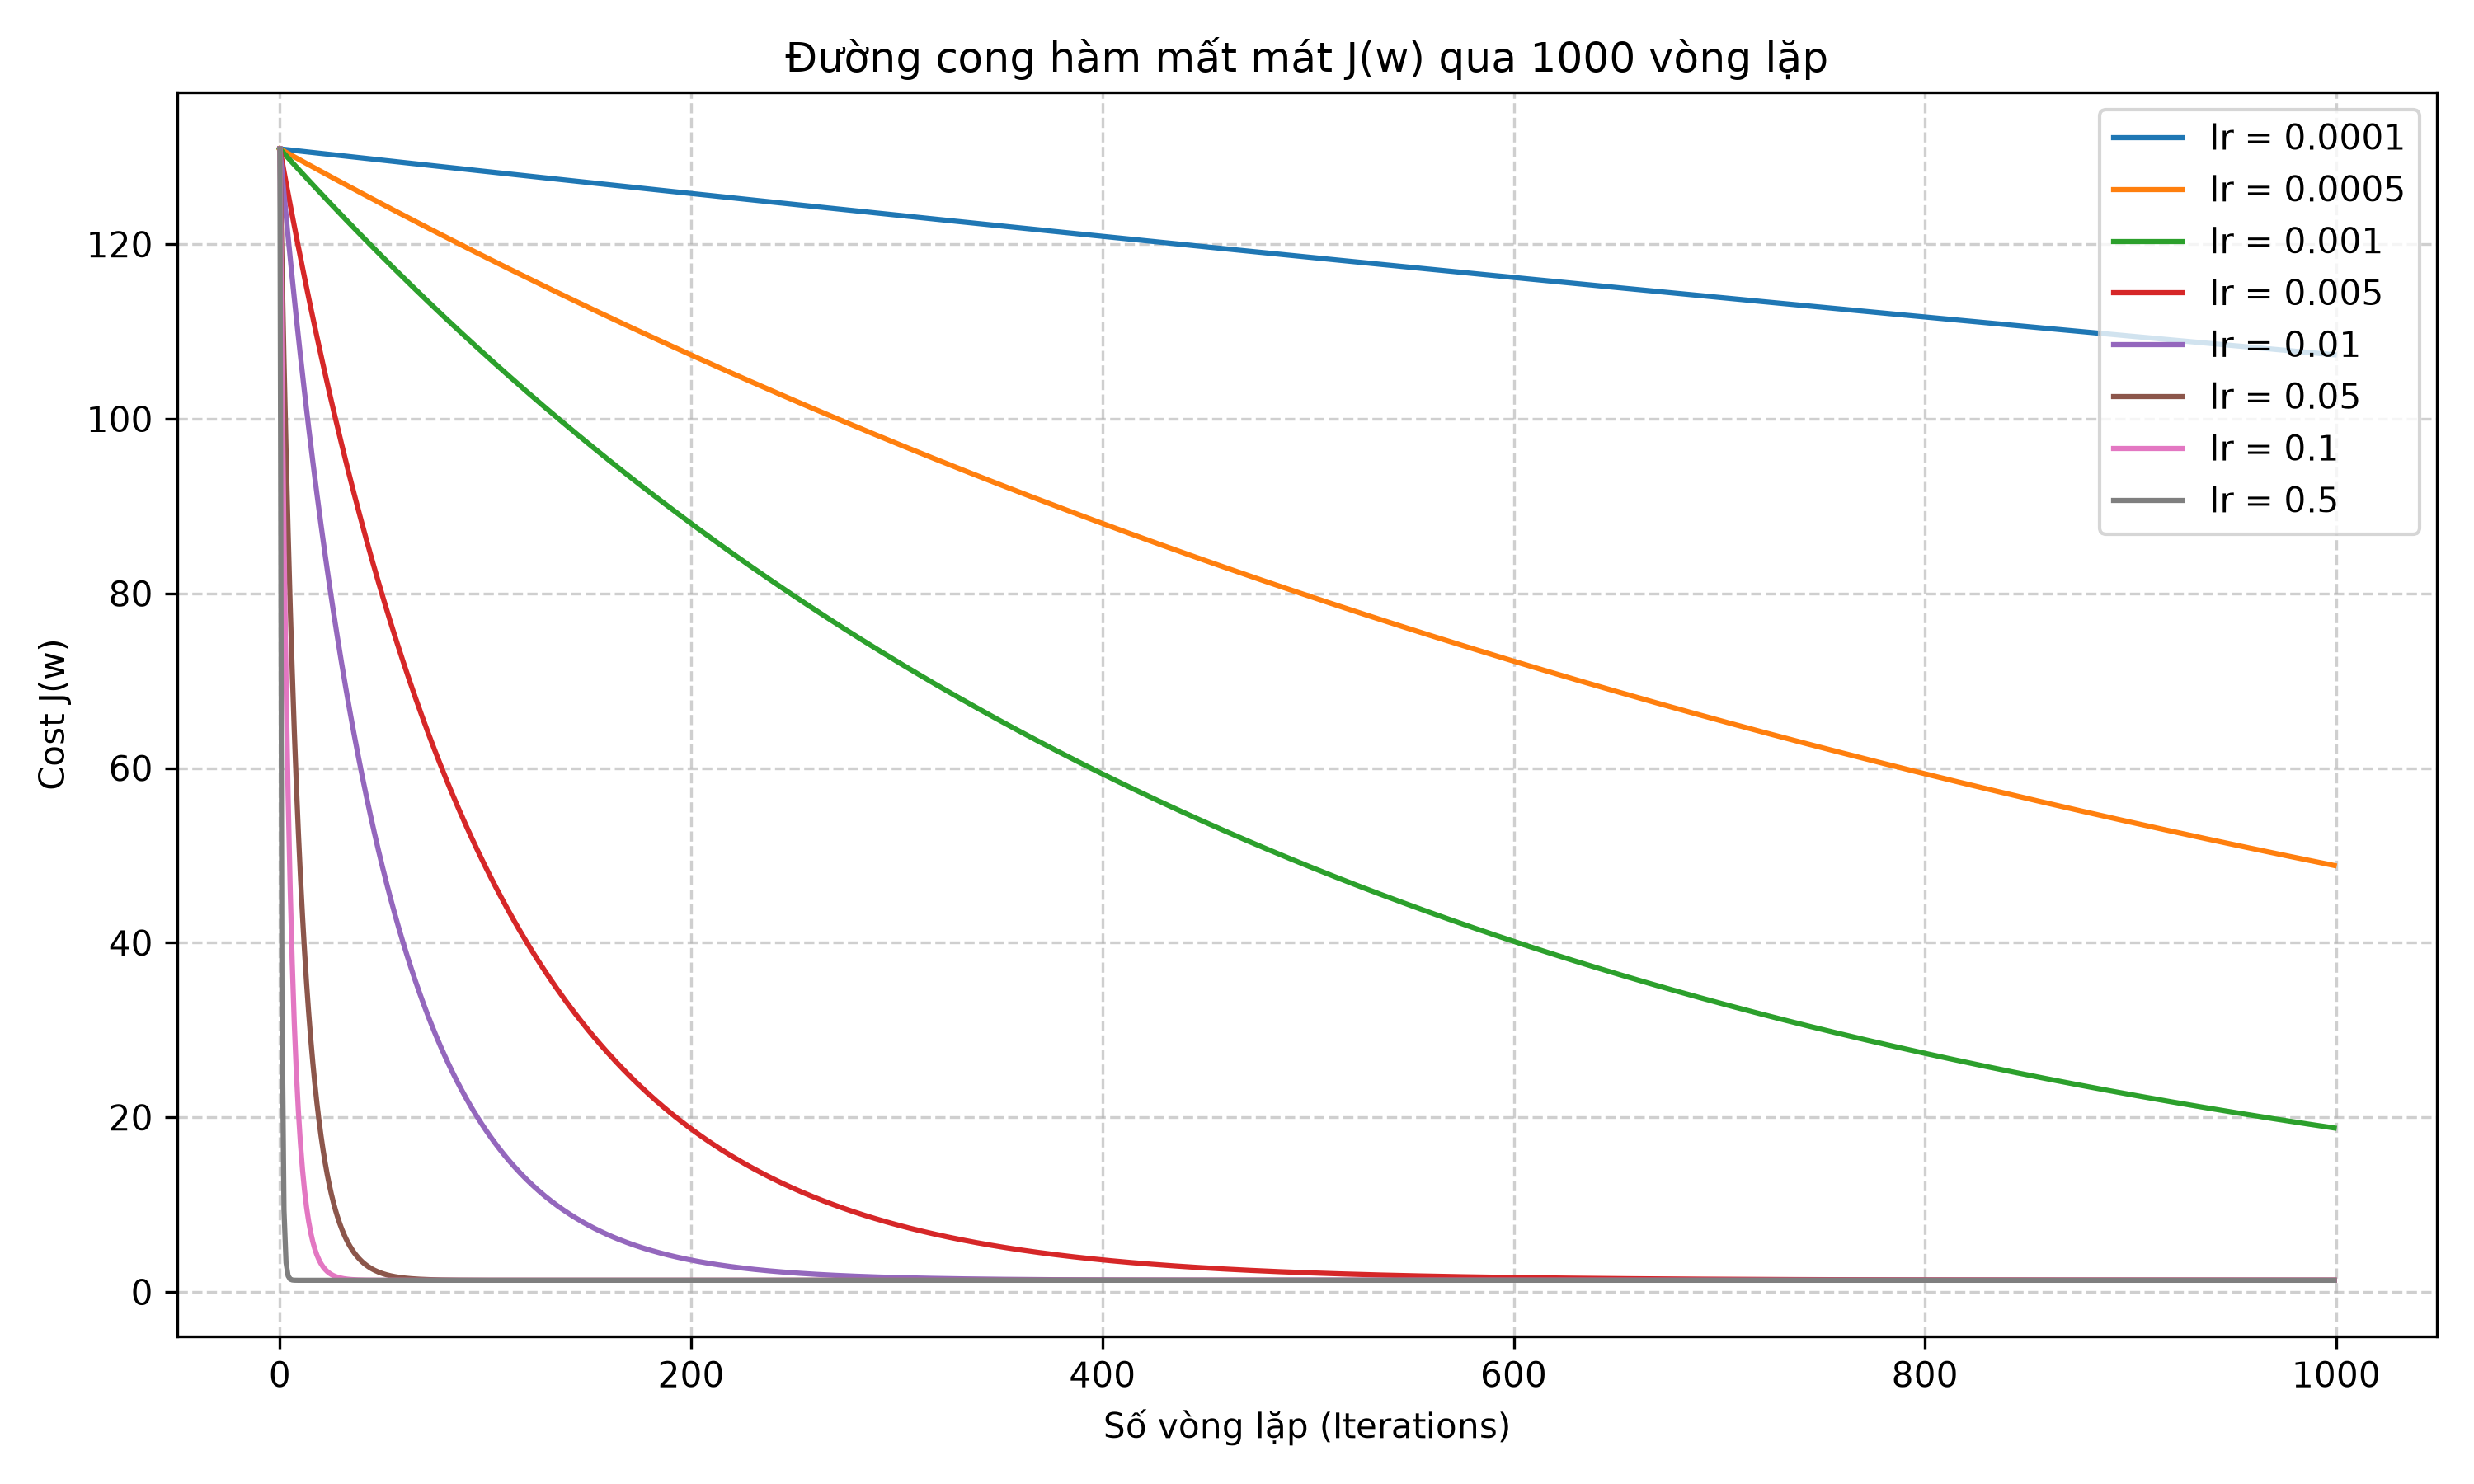 Đường cong hàm mất mát J(w) qua 1000 vòng lặp
lr = 0.0001
lr = 0.0005
lr = 0.001
lr = 0.005
lr = 0.01
lr = 0.05
lr = 0.1
lr = 0.5
Cost J(w)
120
100
80
60
40
20
0
0 200 400 600 800 1000
Số vòng lặp (Iterations)